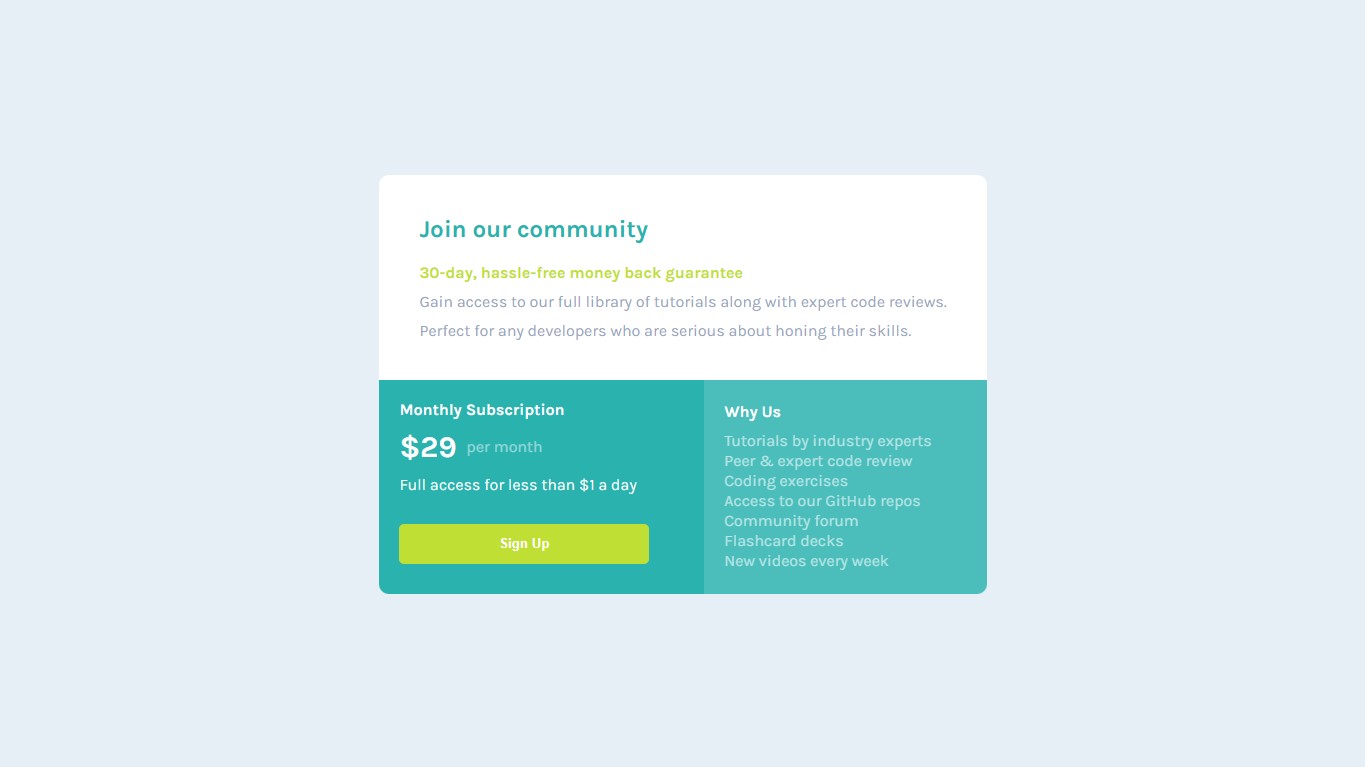 Join our community
30-day, hassle-free money back guarantee
Gain access to our full library of tutorials along with expert code reviews.
Perfect for any developers who are serious about honing their skills.
Monthly Subscription
$29 per month
Full access for less than $1 a day
Sign Up
Why Us
Tutorials by industry experts
Peer & expert code review
Coding exercises
Access to our GitHub repos
Community forum
Flashcard decks
New videos every week